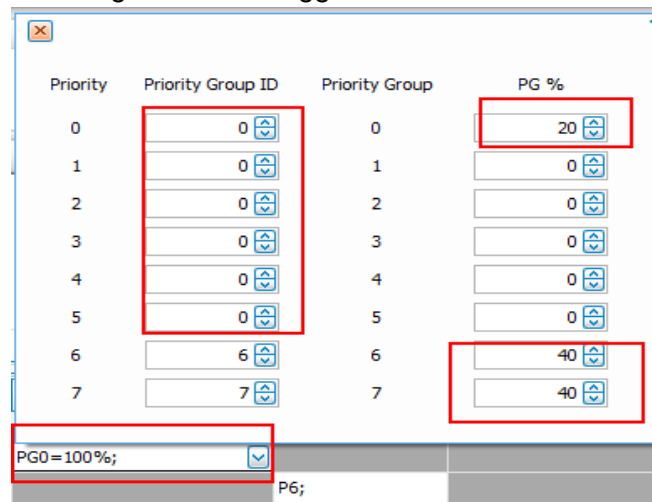 Priority Priority Group ID Priority Group PG %
0 0 0 20
1 0 1 0
2 0 2 0
3 0 3 0
4 0 4 0
5 0 5 0
6 6 6 40
7 7 7 40
PG0=100%;
P6;